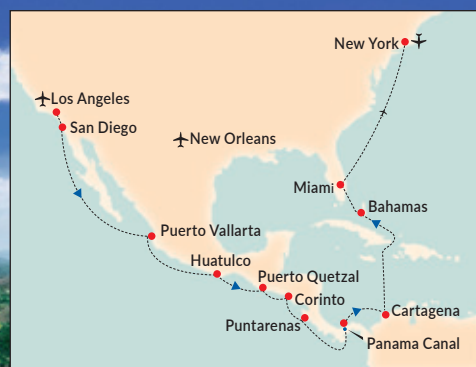 New York
Los Angeles
San Diego
New Orleans
Miami
Bahamas
Puerto Vallarta
Huatulco
Puerto Quetzal
Corinto
Cartagena
Puntarenas
Panama Canal